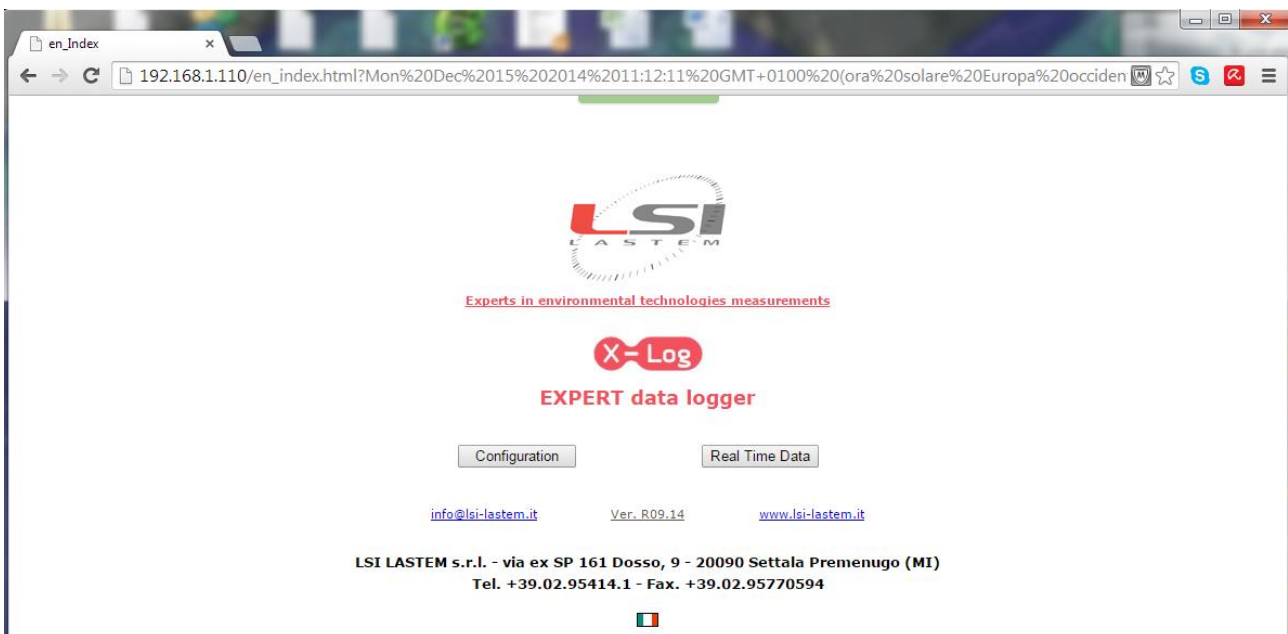 en_Index
192.168.1.110/en_index.html?Mon%20Dec%2015%202014%2011:12:11%20GMT+0100%20(ora%20solare%20Europa%20occiden
LSI
LASTEM
Experts in environmental technologies measurements
X=Log
EXPERT data logger
Configuration Real Time Data
info@lsi-lastem.it Ver. R09.14 www.lsi-lastem.it
LSI LASTEM s.r.l. - via ex SP 161 Dosso, 9 - 20090 Settala Premenugo (MI)
Tel. +39.02.95414.1 - Fax. +39.02.95770594